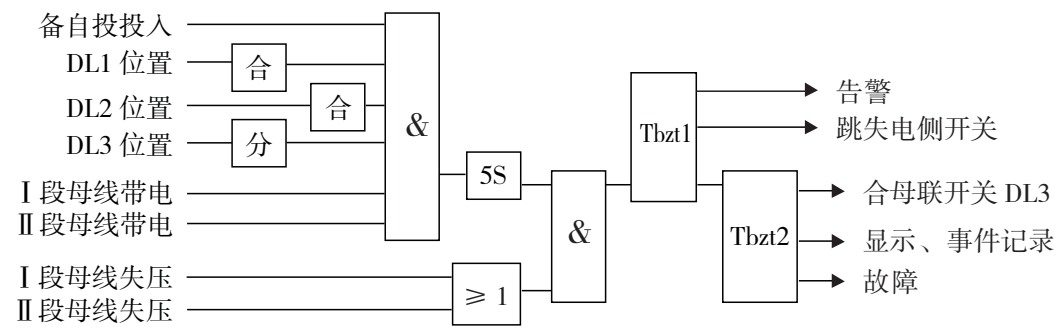 备自投投入
DL1 位置
合
DL2 位置
合
DL3 位置
分
Ⅰ段母线带电
Ⅱ段母线带电
&
5S
Ⅰ段母线失压
Ⅱ段母线失压
≥ 1
&
Tbzt1
告警
跳失电侧开关
Tbzt2
合母联开关 DL3
显示、事件记录
故障